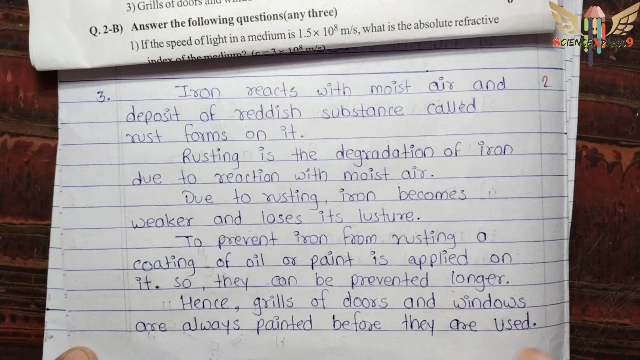 3) Grills of doors and
Q. 2-B) Answer the following questions(any three)
1) If the speed of light in a medium is 1.5× 10⁸ m/s, what is the absolute refractive
index of the medium? (c = 3 × 10⁸ m/s)
3. Iron reacts with moist air and 2
deposit of reddish substance called
rust forms on it.
Rusting is the degradation of iron
due to reaction with moist air.
Due to rusting, iron becomes
weaker and loses its lusture.
To prevent iron from rusting a
coating of oil or paint is applied on
it. so, they can be prevented longer.
Hence, grills of doors and windows
are always painted before they are used.